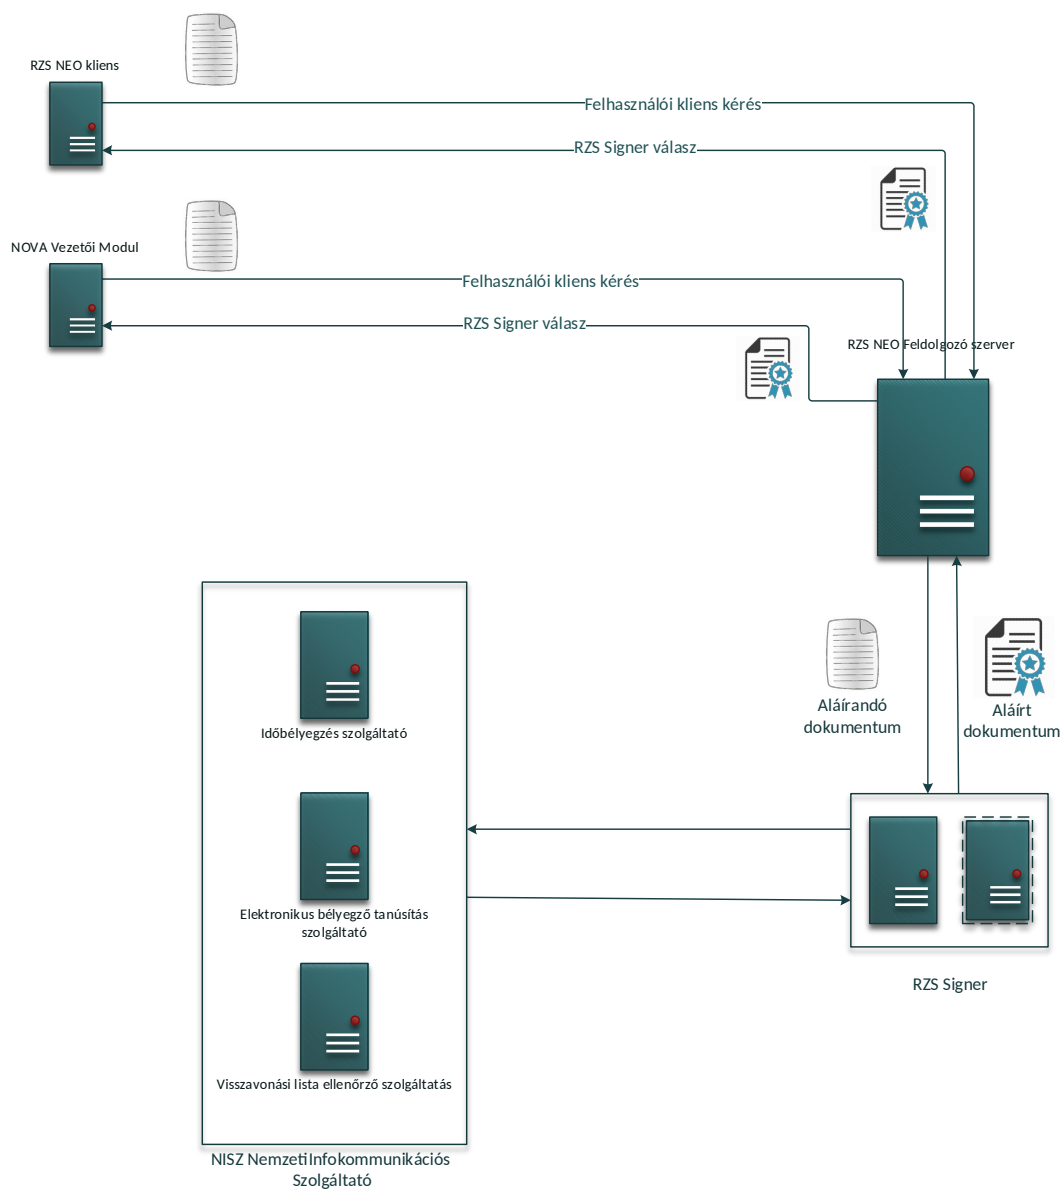 RZS NEO kliens
Felhasználói kliens kérés
RZS Signer válasz
NOVA Vezetői Modul
Felhasználói kliens kérés
RZS Signer válasz
RZS NEO Feldolgozó szerver
Aláírandó
dokumentum
Aláírt
dokumentum
Időbélyegzés szolgáltató
Elektronikus bélyegző tanúsítás
szolgáltató
RZS Signer
Visszavonási lista ellenőrző szolgáltatás
NISZ Nemzeti Infokommunikációs
Szolgáltató